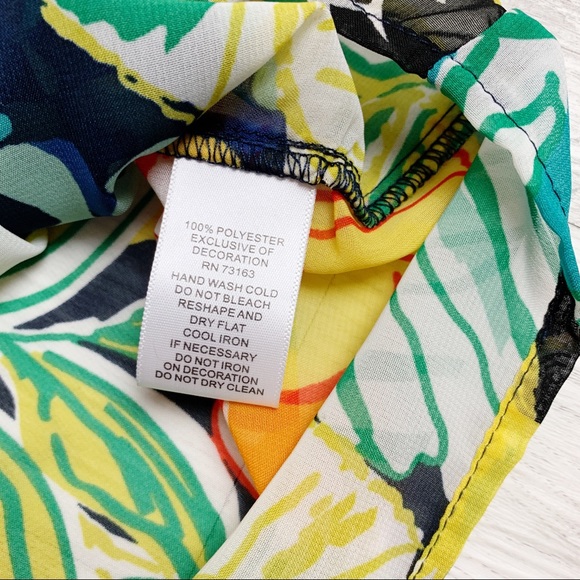 100% POLYESTER
EXCLUSIVE OF
DECORATION
RN 73163
HAND WASH COLD
DO NOT BLEACH
RESHAPE AND
DRY FLAT
COOL IRON
IF NECESSARY
DO NOT IRON
ON DECORATION
DO NOT DRY CLEAN